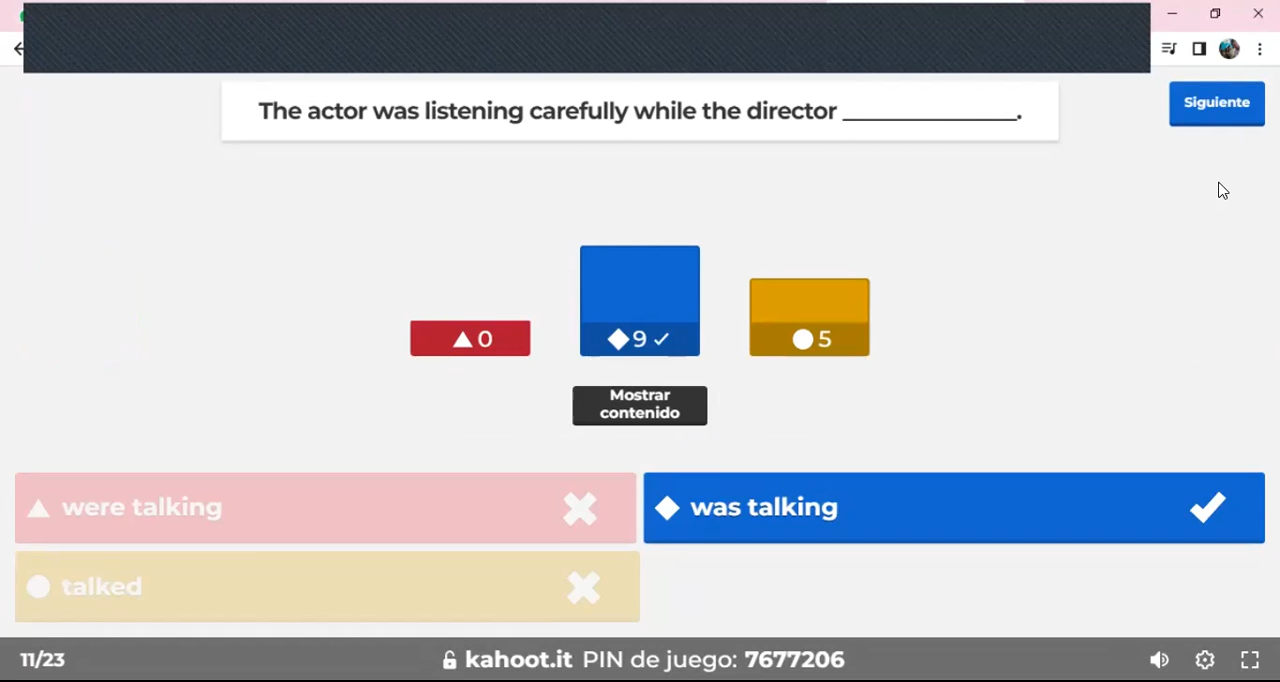 The actor was listening carefully while the director ______________.
Siguiente
0
9
5
Mostrar
contenido
were talking
was talking
talked
11/23
kahoot.it PIN de juego: 7677206